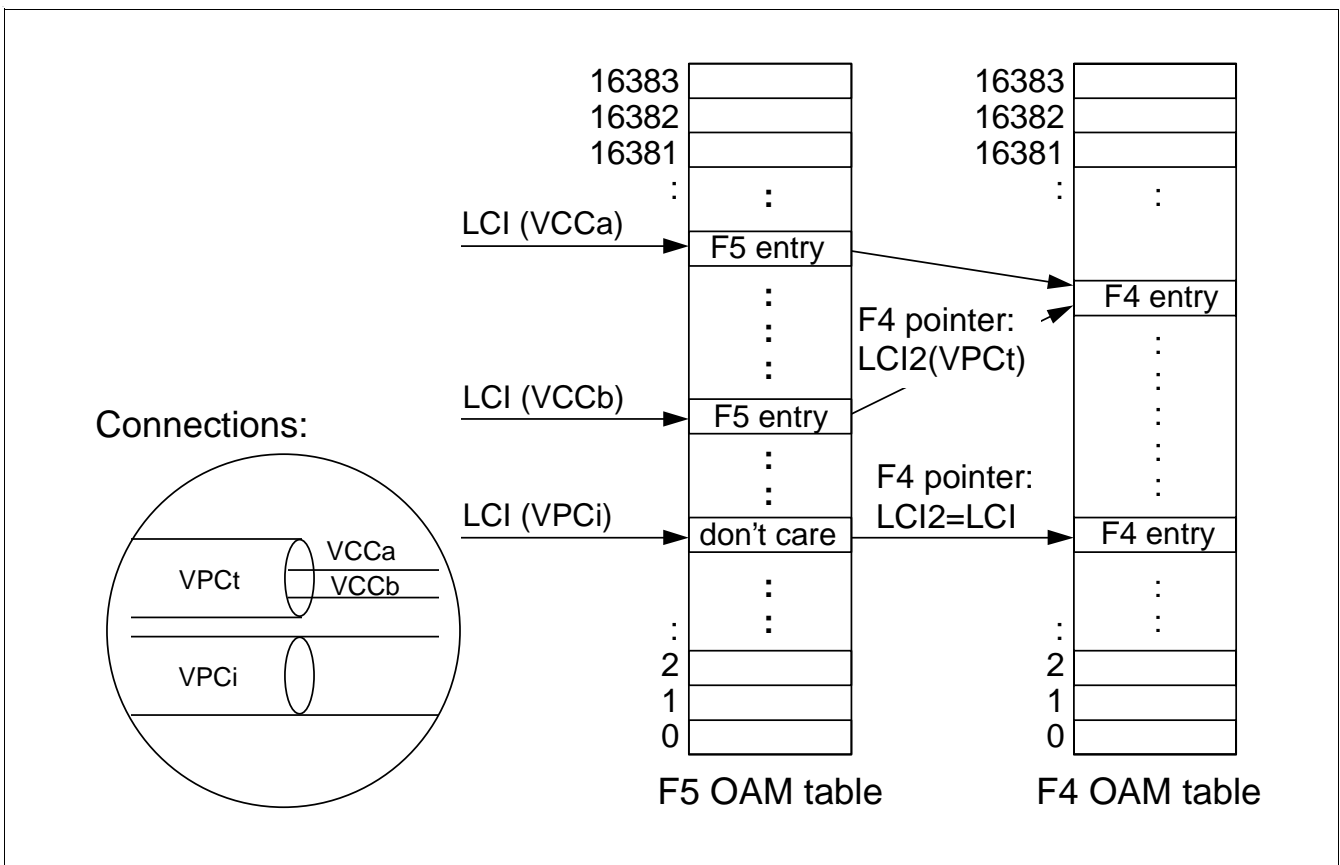 16383
16382
16381
:
:
LCI (VCCa)
F5 entry
:
:
:
LCI (VCCb)
F5 entry
:
:
LCI (VPCi)
don't care
:
:
:
2
1
0
F5 OAM table
F4 pointer:
LCI2(VPCt)
F4 pointer:
LCI2=LCI
16383
16382
16381
:
:
F4 entry
:
:
:
:
:
F4 entry
:
:
:
2
1
0
F4 OAM table
Connections:
VPCt
VCCa
VCCb
VPCi